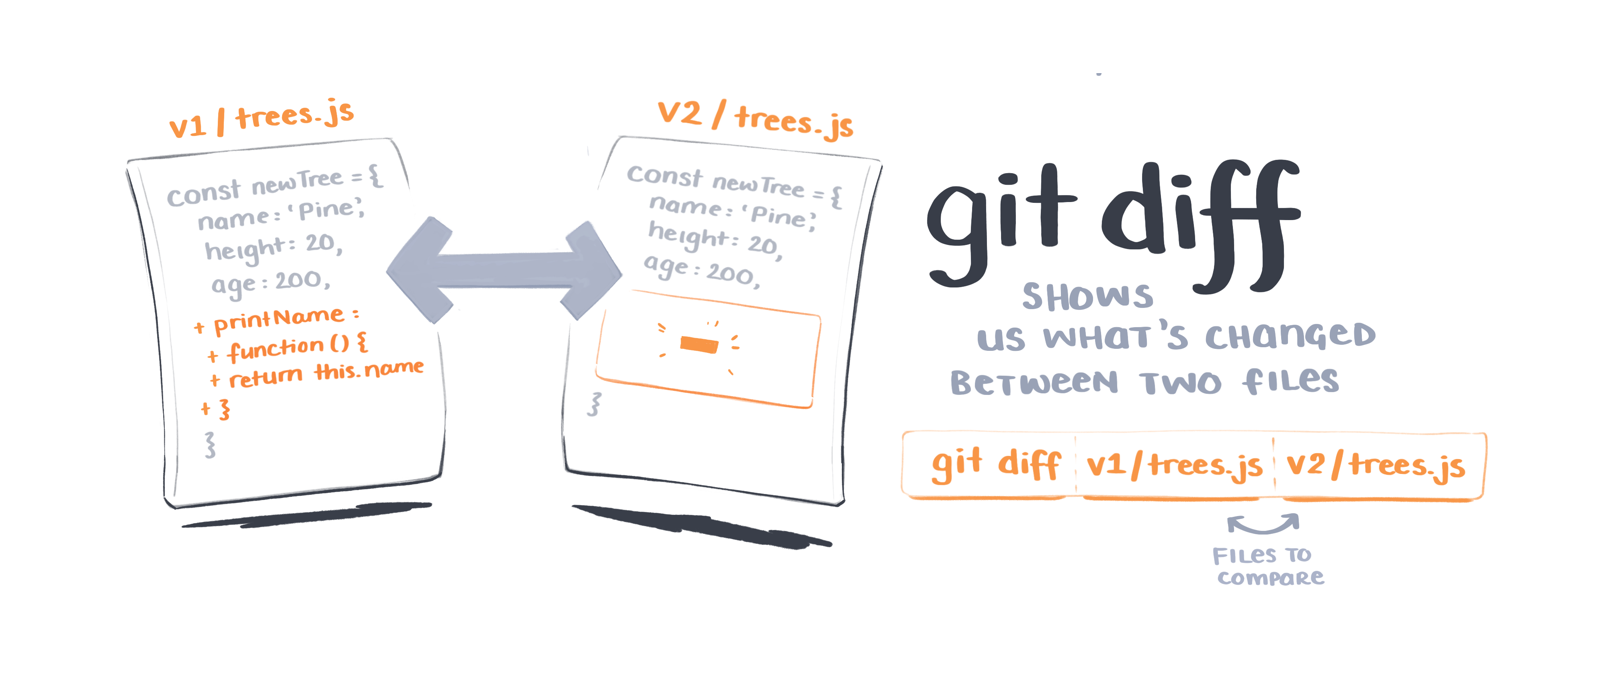 v1 / trees.js
const newTree = {
name: 'Pine',
height: 20,
age: 200,
+ printName :
+ function () {
+ return this.name
+ }
}
v2 / trees.js
const newTree = {
name: 'Pine',
height: 20,
age: 200,
}
git diff
SHOWS
US WHAT'S CHANGED
BETWEEN TWO FILES
git diff v1/trees.js v2/trees.js
FILES TO
COMPARE